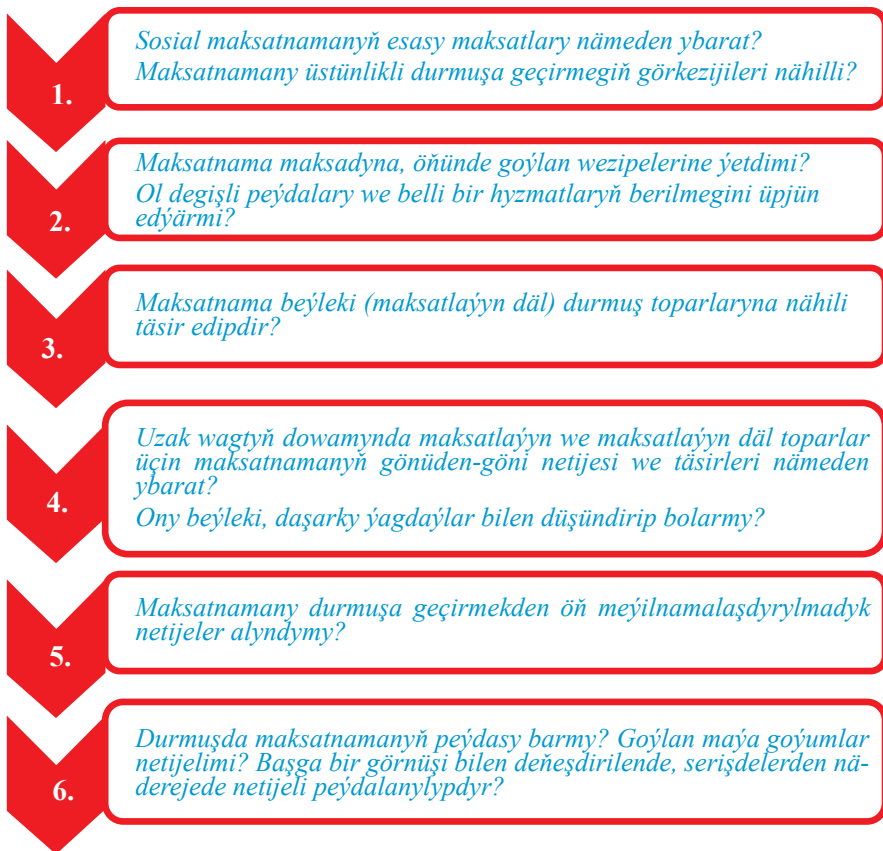 1.
Sosial maksatnamanyň esasy maksatlary nämeden ybarat?
Maksatnamany üstünlikli durmuşa geçirmegiň görkezijileri nähilli?
2.
Maksatnama maksadyna, öňünde goýlan wezipelerine ýetdimi?
Ol degişli peýdalary we belli bir hyzmatlaryň berilmegini üpjün
edýärmi?
3.
Maksatnama beýleki (maksatlaýyn däl) durmuş toparlaryna nähili
täsir edipdir?
4.
Uzak wagtyň dowamynda maksatlaýyn we maksatlaýyn däl toparlar
üçin maksatnamanyň gönüden-göni netijesi we täsirleri nämeden
ybarat?
Ony beýleki, daşarky ýagdaýlar bilen düşündirip bolarmy?
5.
Maksatnamany durmuşa geçirmekden öň meýilnamalaşdyrylmadyk
netijeler alyndymy?
6.
Durmuşda maksatnamanyň peýdasy barmy? Goýlan maýa goýumlar
netijelimi? Başga bir görnüşi bilen deňeşdirilende, serişdelerden nä-
derejede netijeli peýdalanylypdyr?